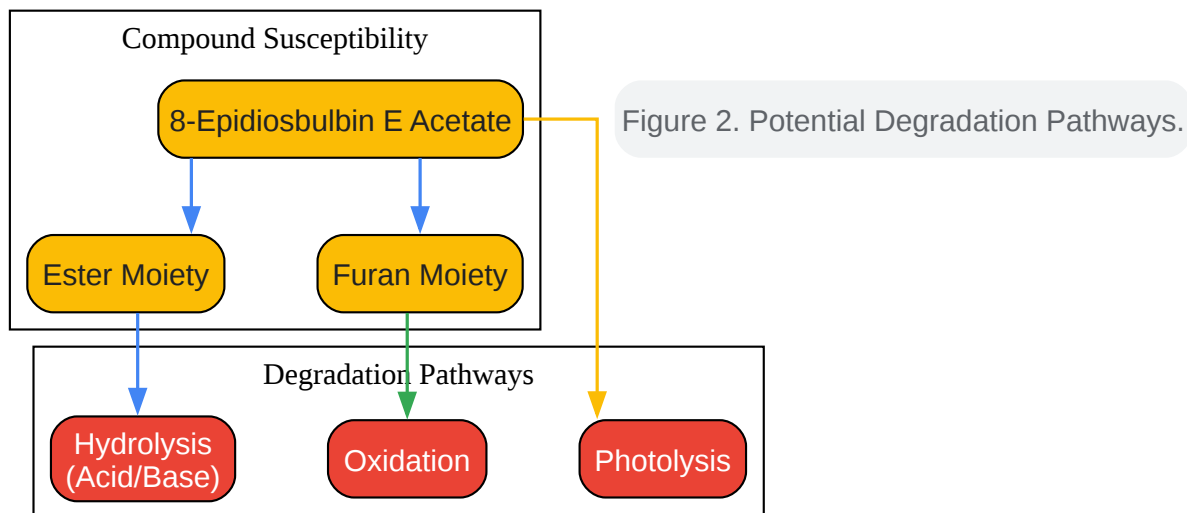 Compound Susceptibility
8-Epidiosbulbin E Acetate
Figure 2. Potential Degradation Pathways.
Ester Moiety
Furan Moiety
Degradation Pathways
Hydrolysis
(Acid/Base)
Oxidation
Photolysis